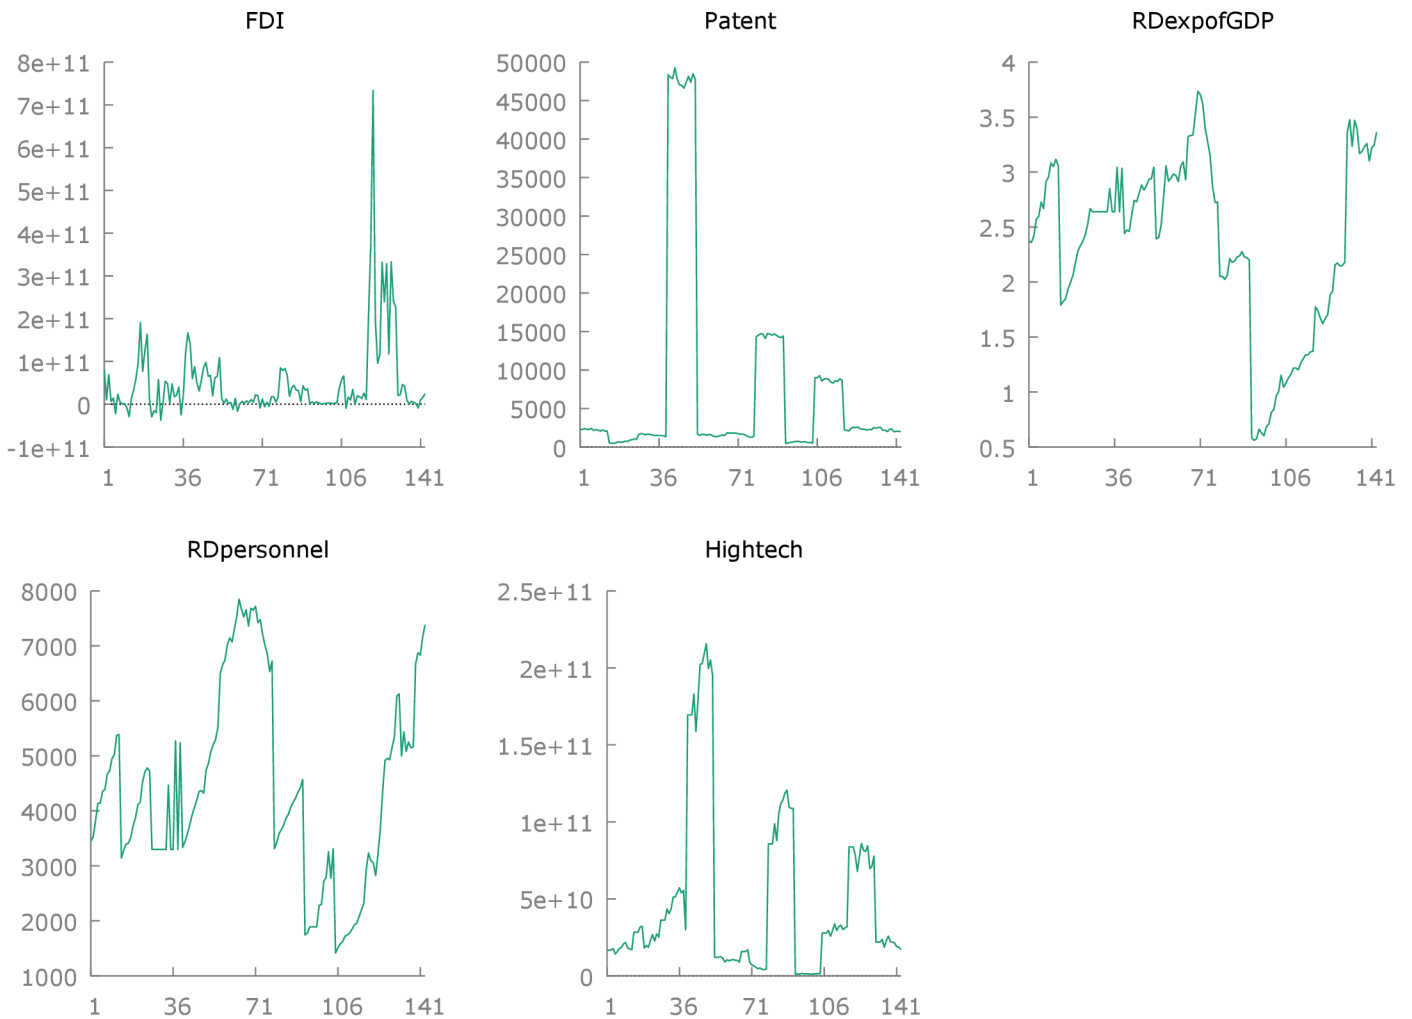 FDI
8e+11
7e+11
6e+11
5e+11
4e+11
3e+11
2e+11
1e+11
0
-1e+11
1 36 71 106 141
Patent
50000
45000
40000
35000
30000
25000
20000
15000
10000
5000
0
1 36 71 106 141
RDexpofGDP
4
3.5
3
2.5
2
1.5
1
0.5
1 36 71 106 141
RDpersonnel
8000
7000
6000
5000
4000
3000
2000
1000
1 36 71 106 141
Hightech
2.5e+11
2e+11
1.5e+11
1e+11
5e+10
0
1 36 71 106 141